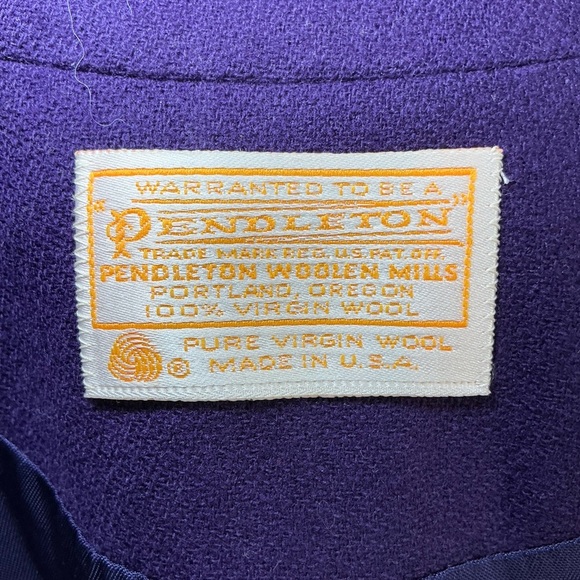 WARRANTED TO BE A
"PENDLETON"
TRADE MARK REG. U.S. PAT. OFF.
PENDLETON WOOLEN MILLS
PORTLAND, OREGON
100% VIRGIN WOOL
® PURE VIRGIN WOOL
MADE IN U.S.A.